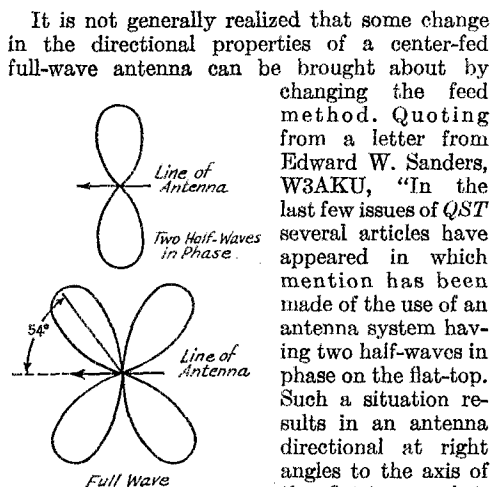 It is not generally realized that some change
in the directional properties of a center-fed
full-wave antenna can be brought about by
changing the feed
method. Quoting
from a letter from
Edward W. Sanders,
W3AKU, “In the
last few issues of QST
several articles have
appeared in which
mention has been
made of the use of an
antenna system hav-
ing two half-waves in
phase on the flat-top.
Such a situation re-
sults in an antenna
directional at right
angles to the axis of
Line of
Antenna
Two Half-Waves
in Phase
54°
Line of
Antenna
Full Wave